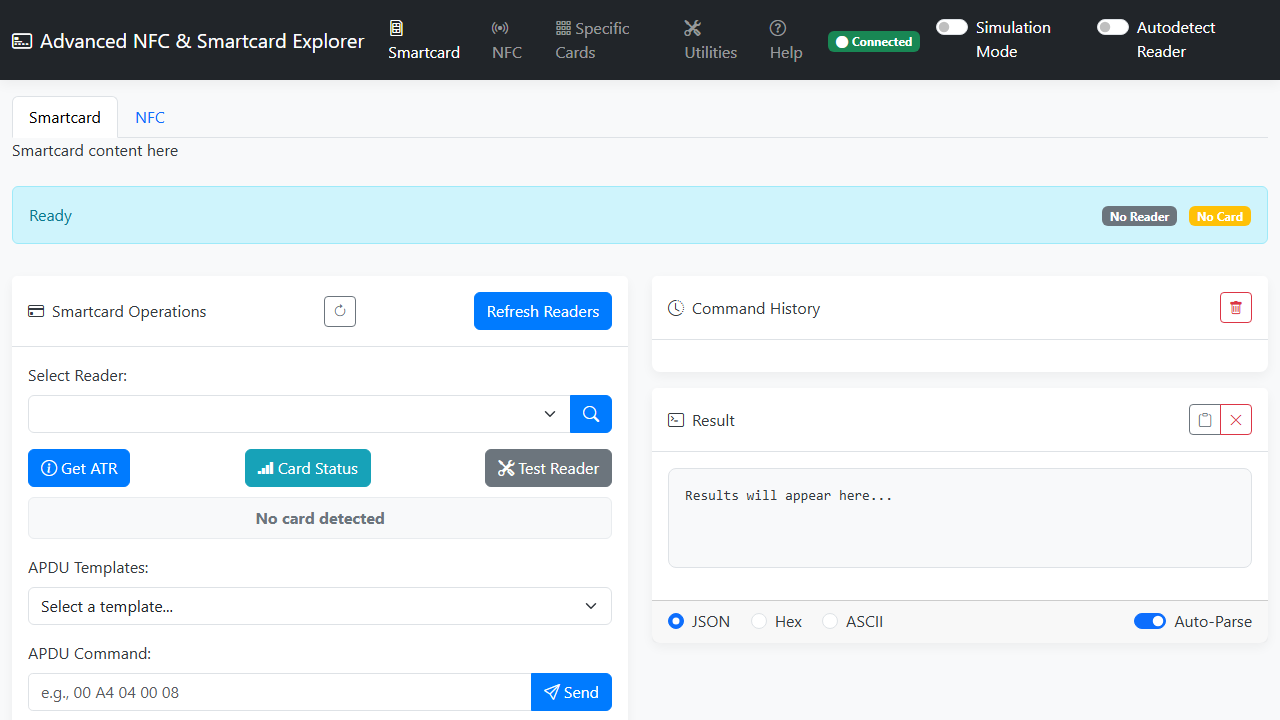 Advanced NFC & Smartcard Explorer
Smartcard
NFC
Specific
Cards
Utilities
Help
Connected
Simulation
Mode
Autodetect
Reader
Smartcard
NFC
Smartcard content here
Ready
No Reader
No Card
Smartcard Operations
Refresh Readers
Select Reader:
Get ATR
Card Status
Test Reader
No card detected
APDU Templates:
Select a template...
APDU Command:
e.g., 00 A4 04 00 08
Send
Command History
Result
Results will appear here...
JSON
Hex
ASCII
Auto-Parse